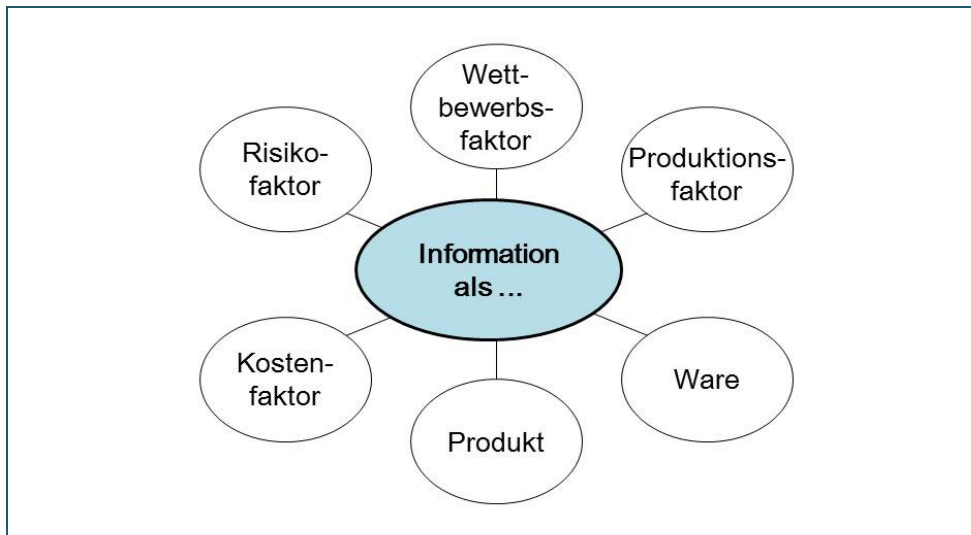 Wett-
bewerbs-
faktor
Risiko-
faktor
Produktions-
faktor
Information
als ...
Kosten-
faktor
Ware
Produkt